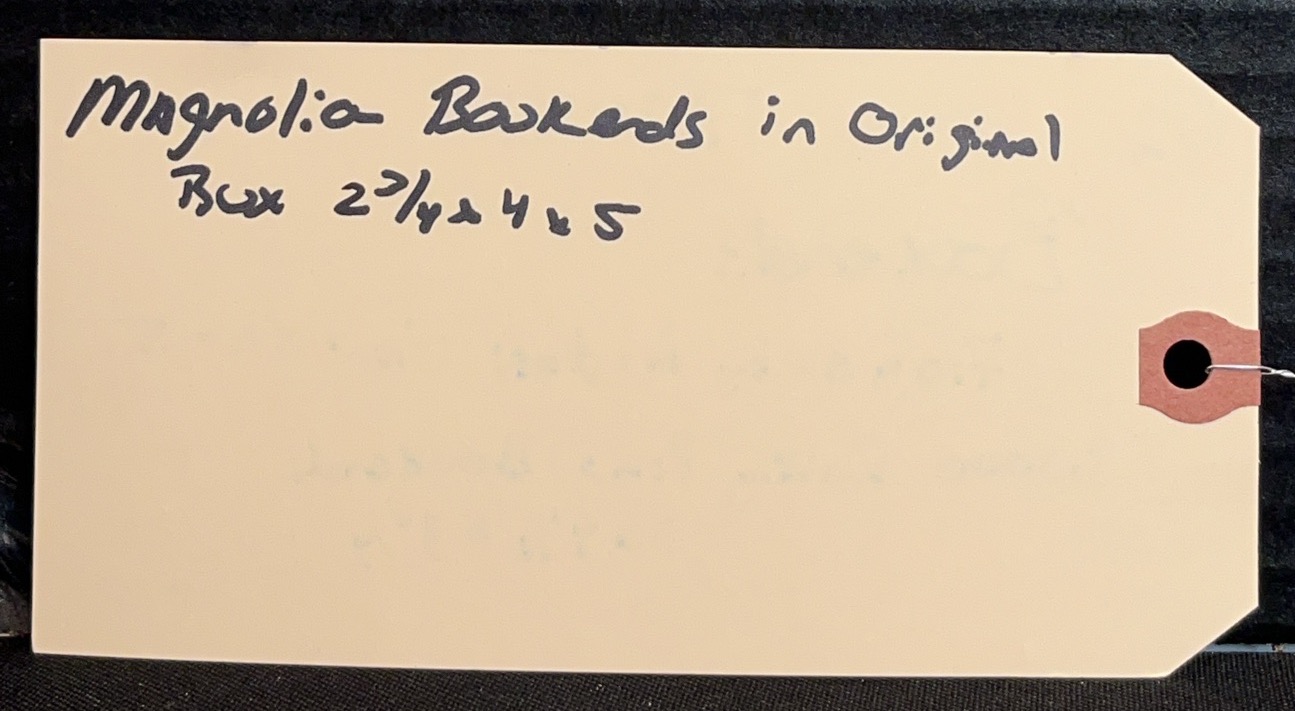 Magnolia Bookends in Original
Box 2 3/4 x 4 x 5